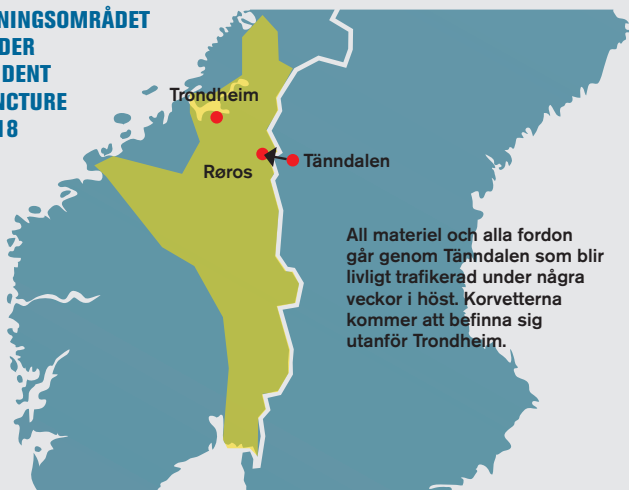 NINGSOMRÅDET
DER
DENT
NCTURE
18
Trondheim
Røros
Tänndalen
All materiel och alla fordon
går genom Tänndalen som blir
livligt trafikerad under några
veckor i höst. Korvetterna
kommer att befinna sig
utanför Trondheim.